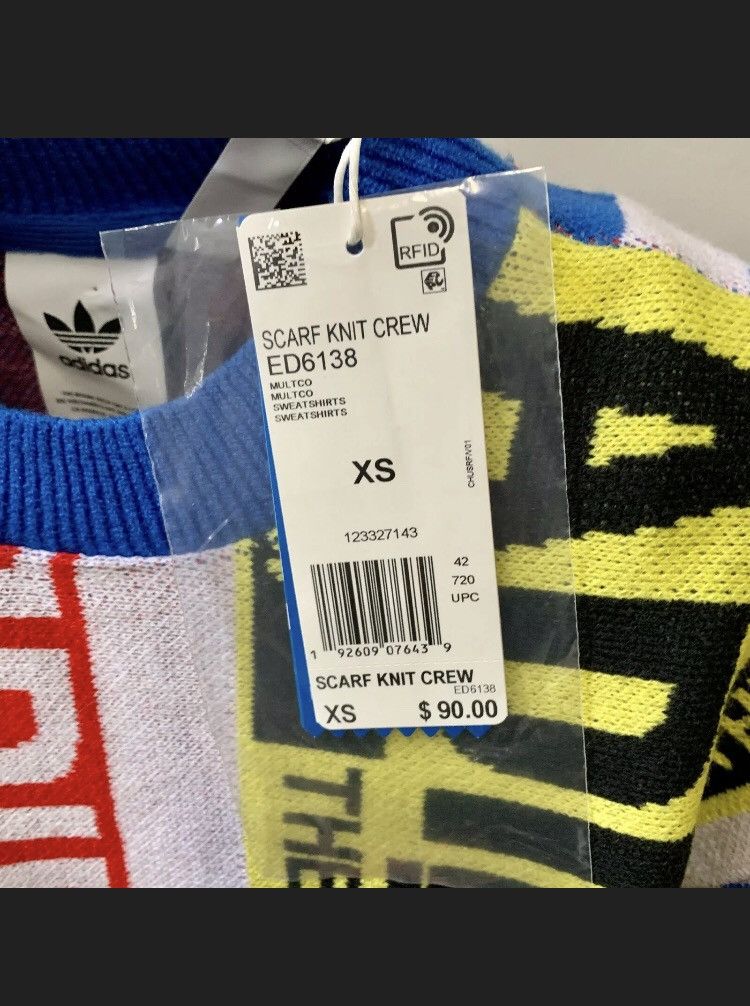 adidas
RFID
SCARF KNIT CREW
ED6138
MULTCO
MULTCO
SWEATSHIRTS
SWEATSHIRTS
XS
CHUSRFIV01
123327143
42
720
UPC
1 92609 07643 9
SCARF KNIT CREW
ED6138
XS $ 90.00
THE